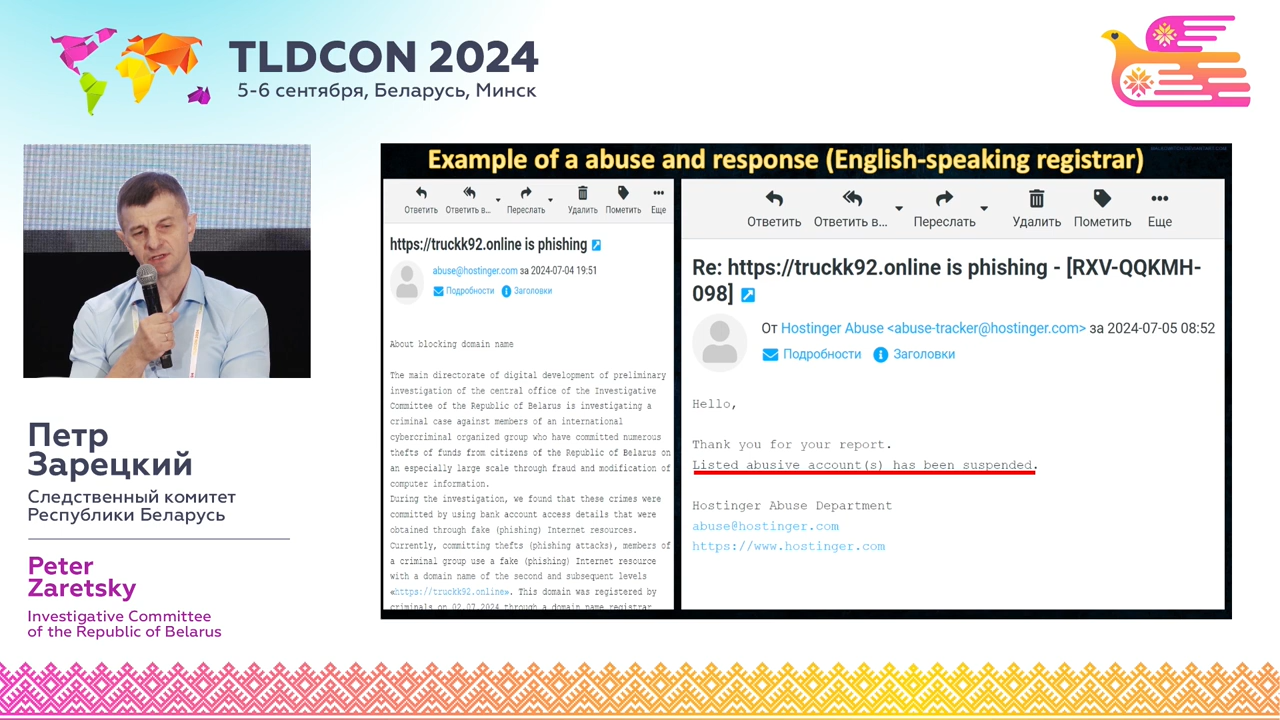 TLDCON 2024
5-6 сентября, Беларусь, Минск
Петр
Зарецкий
Следственный комитет
Республики Беларусь
Peter
Zaretsky
Investigative Committee
of the Republic of Belarus
Example of a abuse and response (English-speaking registrar)
Ответить Ответить в... Переслать Удалить Пометить Еще
https://truckk92.online is phishing
abuse@hostinger.com за 2024-07-04 19:51
Подробности Заголовки
About blocking domain name
The main directorate of digital development of preliminary
investigation of the central office of the Investigative
Committee of the Republic of Belarus is investigating a
criminal case against members of an international
cybercriminal organized group who have committed numerous
thefts of funds from citizens of the Republic of Belarus on
an especially large scale through fraud and modification of
computer information.
During the investigation, we found that these crimes were
committed by using bank account access details that were
obtained through fake (phishing) Internet resources.
Currently, committing thefts (phishing attacks), members of
a criminal group use a fake (phishing) Internet resource
with a domain name of the second and subsequent levels
«https://truckk92.online». This domain was registered by
criminals on 02.07.2024 through a domain name registrar
Ответить Ответить в... Переслать Удалить Пометить Еще
Re: https://truckk92.online is phishing - [RXV-QQKMH-
098]
От Hostinger Abuse <abuse-tracker@hostinger.com> за 2024-07-05 08:52
Подробности Заголовки
Hello,
Thank you for your report.
Listed abusive account(s) has been suspended.
Hostinger Abuse Department
abuse@hostinger.com
https://www.hostinger.com